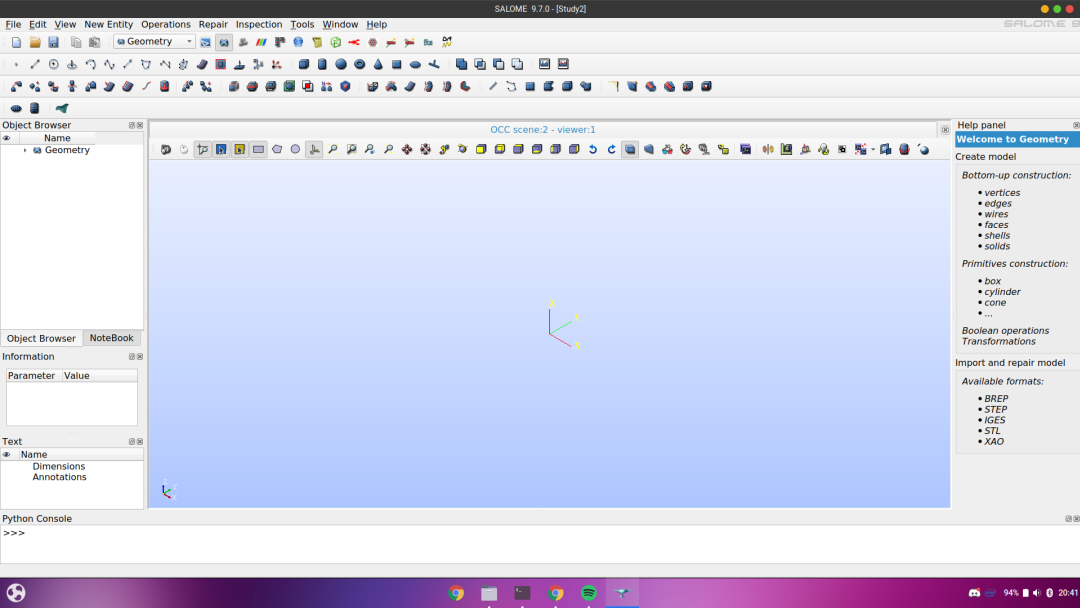 SALOME 9.7.0 - [Study2]
File Edit View New Entity Operations Repair Inspection Tools Window Help
SALOME 9
Geometry
Object Browser
Name
Geometry
Object Browser NoteBook
Information
Parameter Value
Text
Name
Dimensions
Annotations
OCC scene:2 - viewer:1
Z
Y
X
Help panel
Welcome to Geometry
Create model
Bottom-up construction:
vertices
edges
wires
faces
shells
solids
Primitives construction:
box
cylinder
cone
...
Boolean operations
Transformations
Import and repair model
Available formats:
BREP
STEP
IGES
STL
XAO
Python Console
>>>
94% 20:41